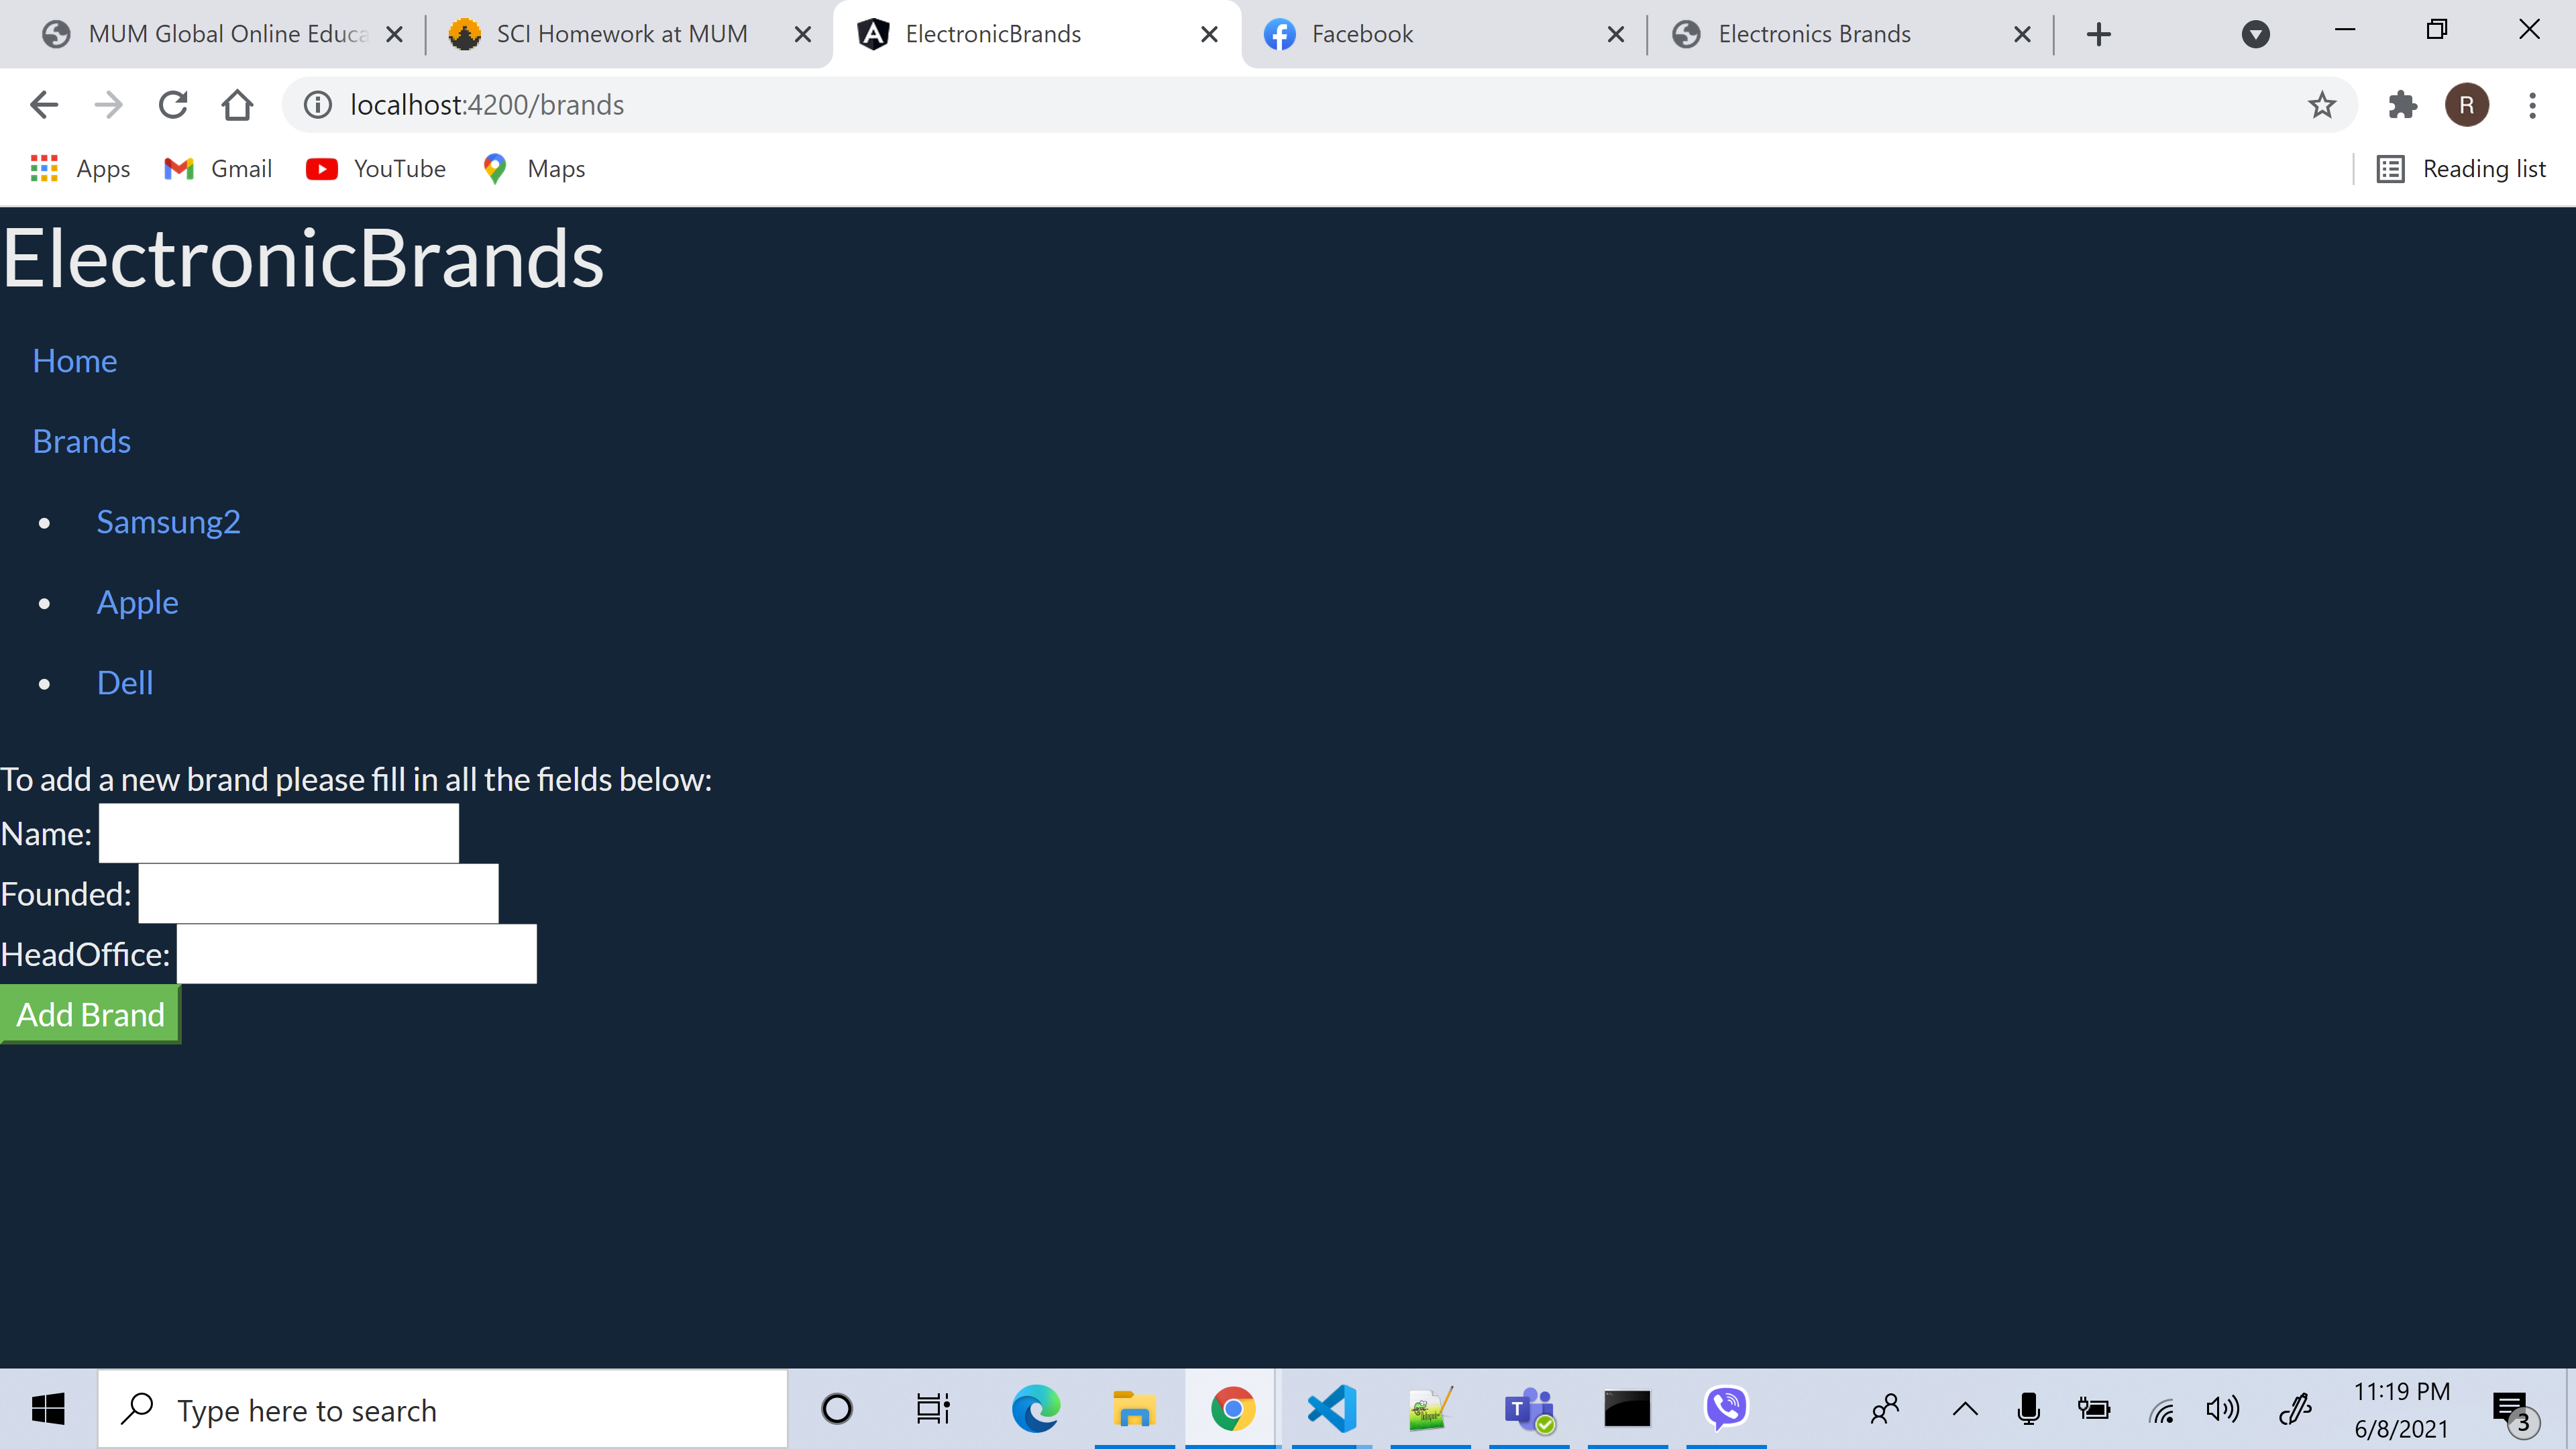 MUM Global Online Educa
SCI Homework at MUM
ElectronicBrands
Facebook
Electronics Brands
localhost:4200/brands
R
Apps
Gmail
YouTube
Maps
Reading list
ElectronicBrands
Home
Brands
• Samsung2
• Apple
• Dell
To add a new brand please fill in all the fields below:
Name:
Founded:
HeadOffice:
Add Brand
Type here to search
T
11:19 PM
6/8/2021
3